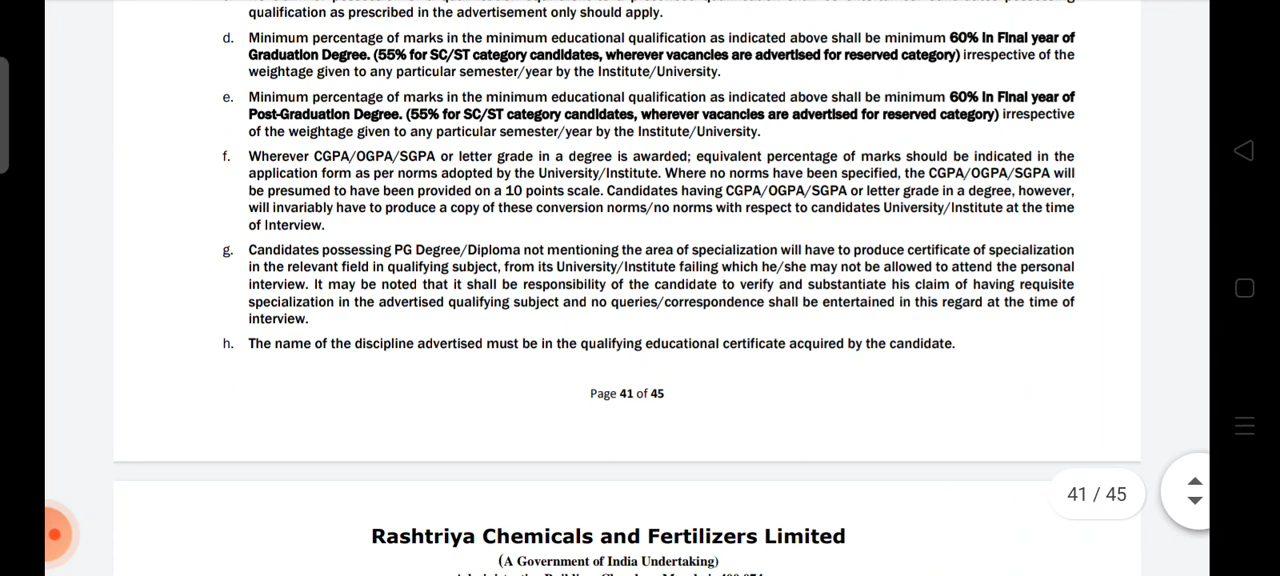 qualification as prescribed in the advertisement only should apply.
d. Minimum percentage of marks in the minimum educational qualification as indicated above shall be minimum 60% in Final year of
Graduation Degree. (55% for SC/ST category candidates, wherever vacancies are advertised for reserved category) irrespective of the
weightage given to any particular semester/year by the Institute/University.
e. Minimum percentage of marks in the minimum educational qualification as indicated above shall be minimum 60% in Final year of
Post-Graduation Degree. (55% for SC/ST category candidates, wherever vacancies are advertised for reserved category) irrespective
of the weightage given to any particular semester/year by the Institute/University.
f. Wherever CGPA/OGPA/SGPA or letter grade in a degree is awarded; equivalent percentage of marks should be indicated in the
application form as per norms adopted by the University/Institute. Where no norms have been specified, the CGPA/OGPA/SGPA will
be presumed to have been provided on a 10 points scale. Candidates having CGPA/OGPA/SGPA or letter grade in a degree, however,
will invariably have to produce a copy of these conversion norms/no norms with respect to candidates University/Institute at the time
of Interview.
g. Candidates possessing PG Degree/Diploma not mentioning the area of specialization will have to produce certificate of specialization
in the relevant field in qualifying subject, from its University/Institute failing which he/she may not be allowed to attend the personal
interview. It may be noted that it shall be responsibility of the candidate to verify and substantiate his claim of having requisite
specialization in the advertised qualifying subject and no queries/correspondence shall be entertained in this regard at the time of
interview.
h. The name of the discipline advertised must be in the qualifying educational certificate acquired by the candidate.
Page 41 of 45
41 / 45
Rashtriya Chemicals and Fertilizers Limited
(A Government of India Undertaking)